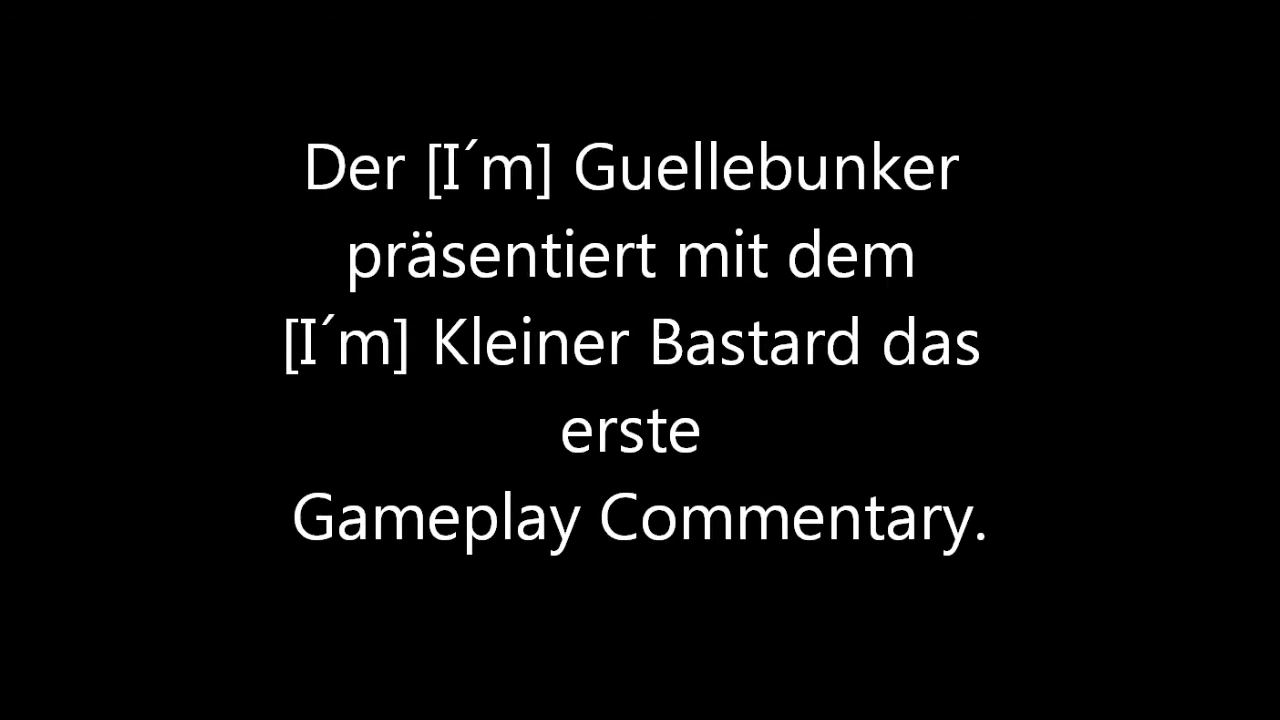 Der [I´m] Guellebunker
präsentiert mit dem
[I´m] Kleiner Bastard das
erste
Gameplay Commentary.